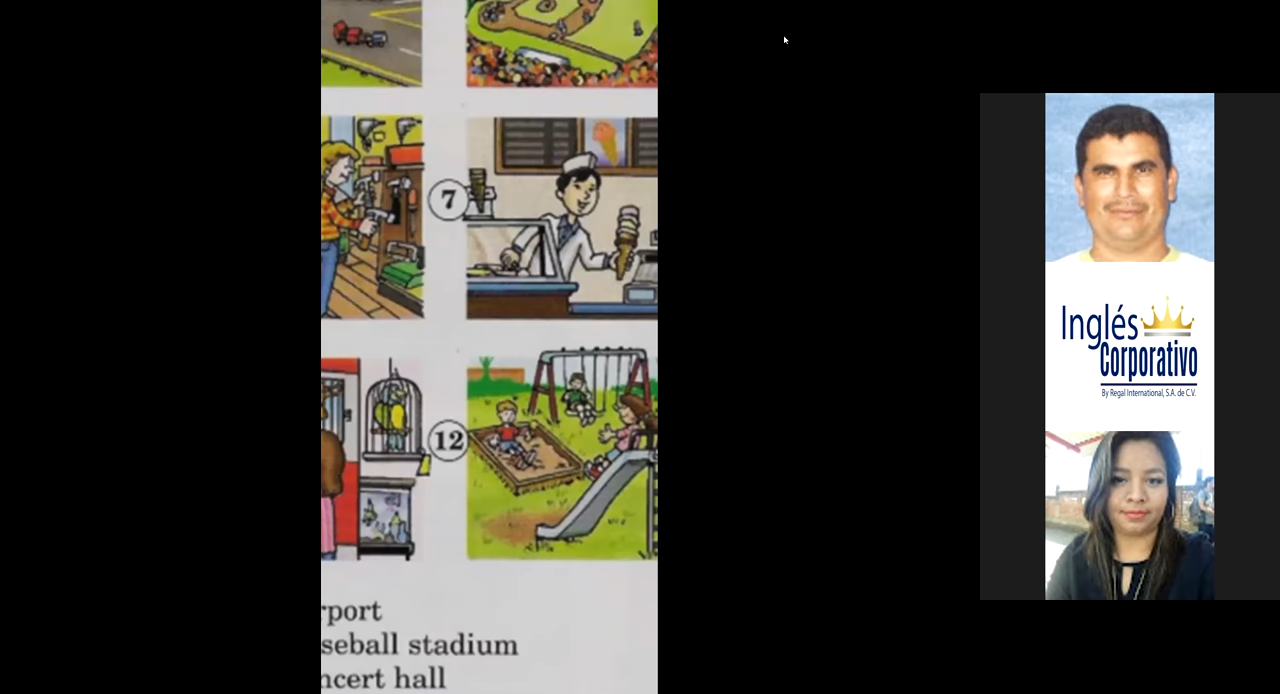 7
12
rport
seball stadium
ncert hall
Inglés
Corporativo
By Regal International, S.A. de C.V.